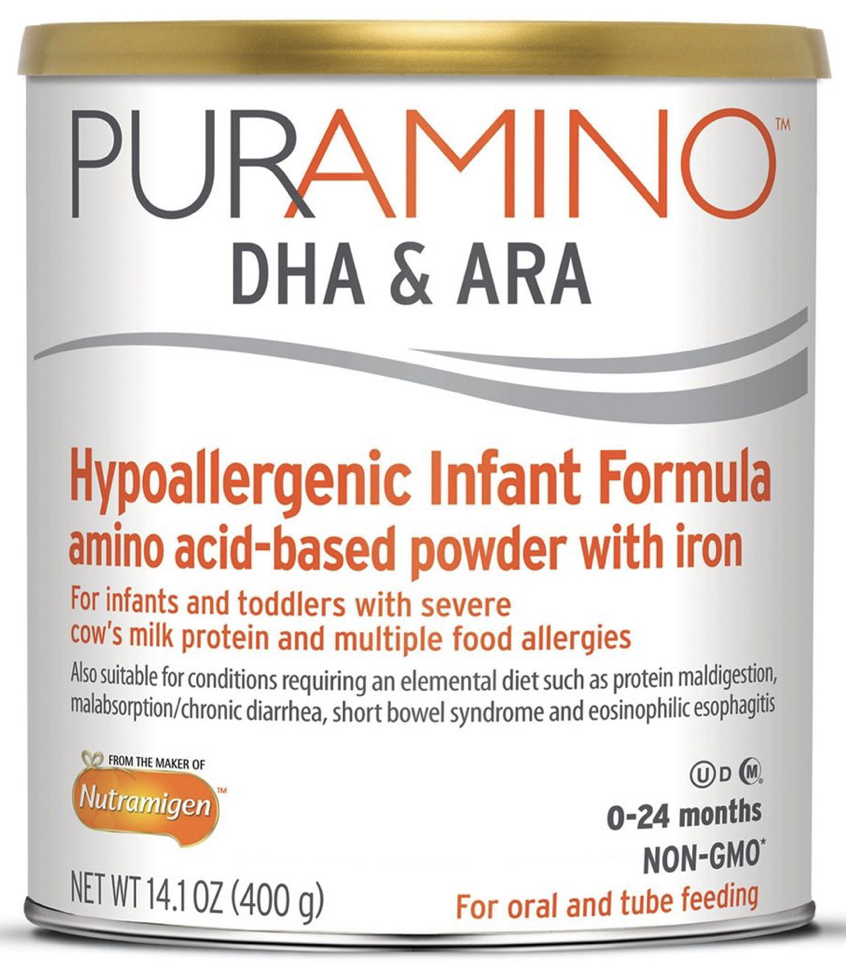 PURAMINO™
DHA & ARA
Hypoallergenic Infant Formula
amino acid-based powder with iron
For infants and toddlers with severe
cow's milk protein and multiple food allergies
Also suitable for conditions requiring an elemental diet such as protein maldigestion,
malabsorption/chronic diarrhea, short bowel syndrome and eosinophilic esophagitis
FROM THE MAKER OF
Nutramigen™
U D M®
0-24 months
NON-GMO*
NET WT 14.1 OZ (400 g)
For oral and tube feeding